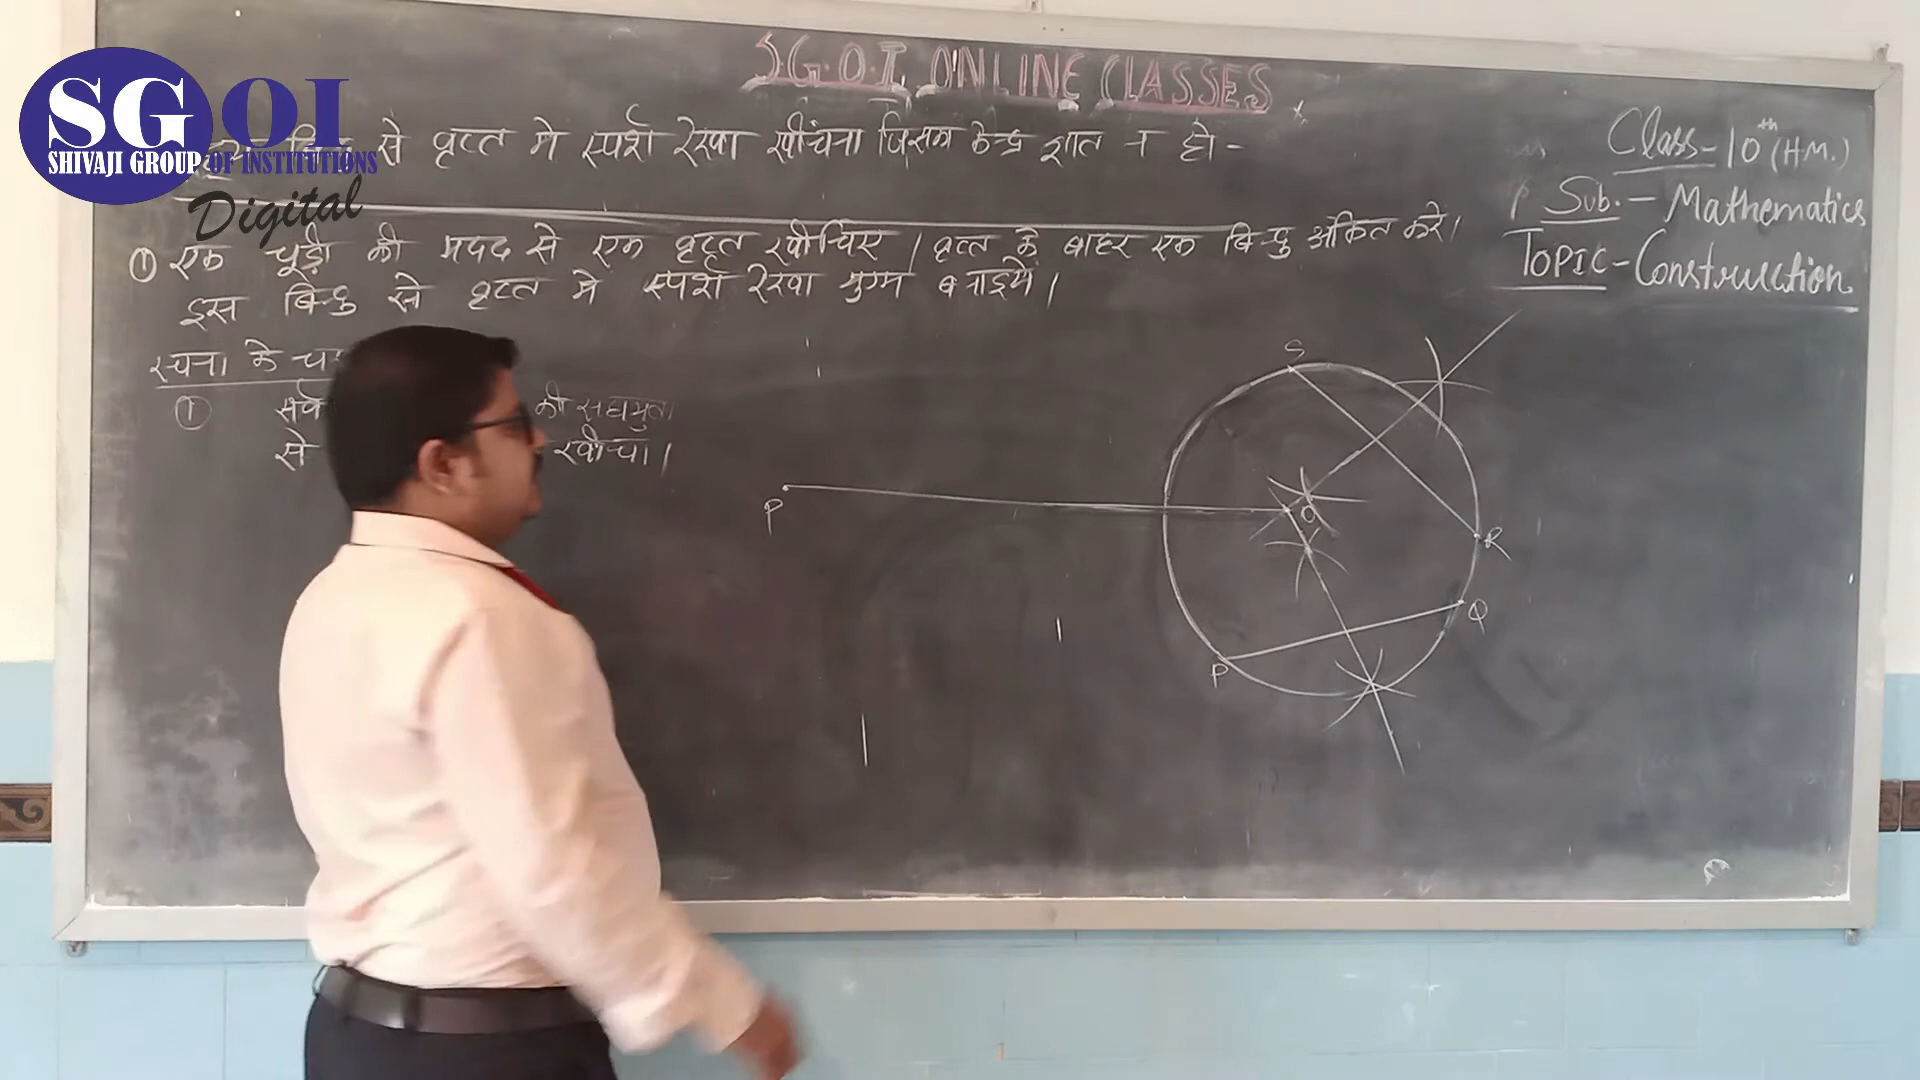 SGOI
SHIVAJI GROUP OF INSTITUTIONS
Digital
S.G.O.I. ONLINE CLASSES
से वृत्त मे स्पर्श रेखा खींचना जिसका केन्द्र ज्ञात न हो -
Class - 10th (H.M.)
Sub. - Mathematics
TOPIC - Construction
① एक चूड़ी की मदद से एक वृत्त खींचिए। वृत्त के बाहर एक बिन्दु अंकित करे।
इस बिन्दु से वृत्त मे स्पर्श रेखा युग्म बनाइये।
रचना के
① की सहायता
से खींचा।
S
P
O
R
Q
P